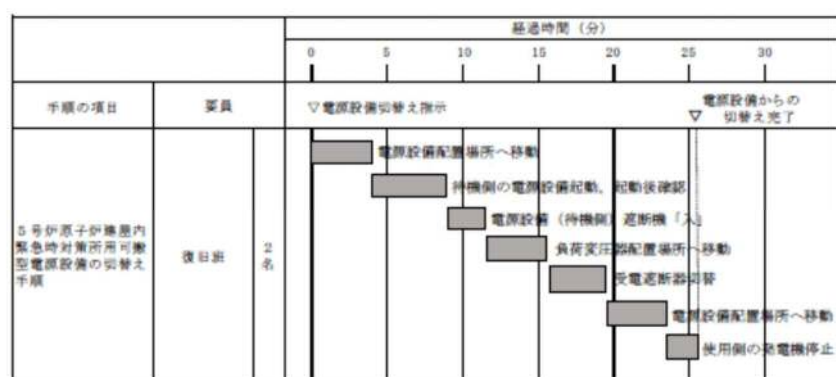 経過時間（分）
0 5 10 15 20 25 30
手順の項目 要員 ▽電源設備切替え指示
電源設備からの
▽ 切替え完了
電源設備配置場所へ移動
待機側の電源設備起動、起動後確認
電源設備（待機側）遮断機「入」
5号炉原子炉建屋内
緊急時対策所用可搬
型電源設備の切替え
手順
復旧班
2
名
負荷変圧器配置場所へ移動
受電遮断器切替
電源設備配置場所へ移動
使用側の発電機停止